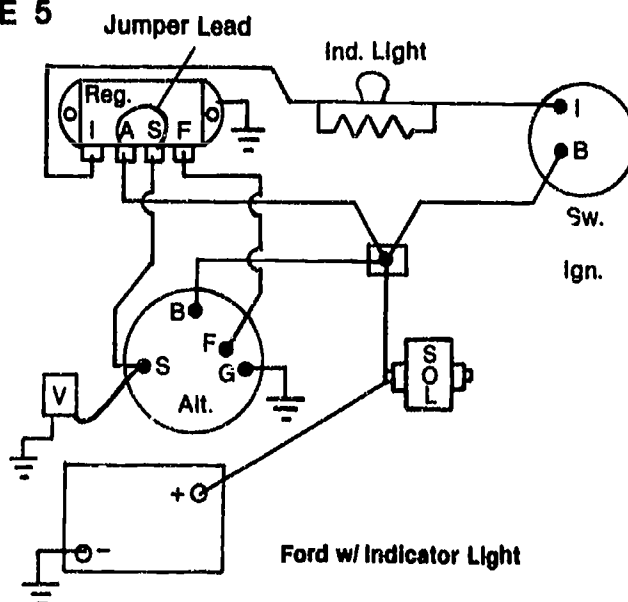 E 5
Jumper Lead
Ind. Light
Reg.
I A S F
I
B
Sw.
Ign.
B
F
S
G
Alt.
V
S
O
L
+
-
Ford w/ Indicator Light